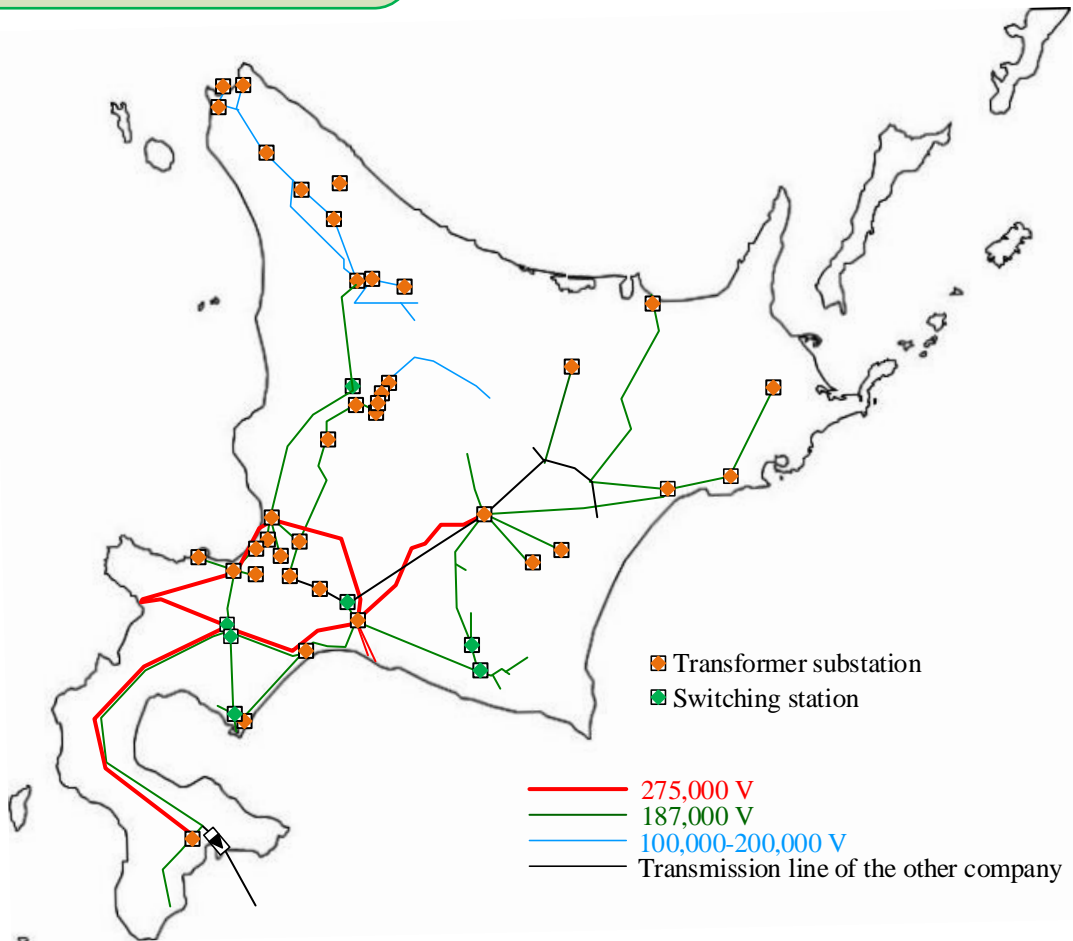 Transformer substation
Switching station
275,000 V
187,000 V
100,000-200,000 V
Transmission line of the other company